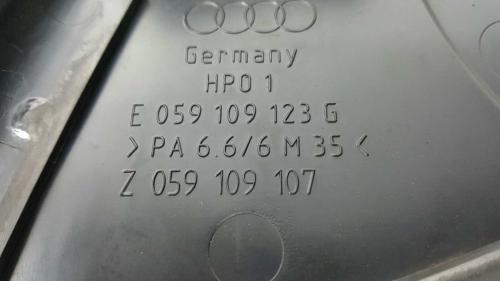 Germany
HPO 1
E 059 109 123 G
> PA 6.6/6 M 35 <
Z 059 109 107